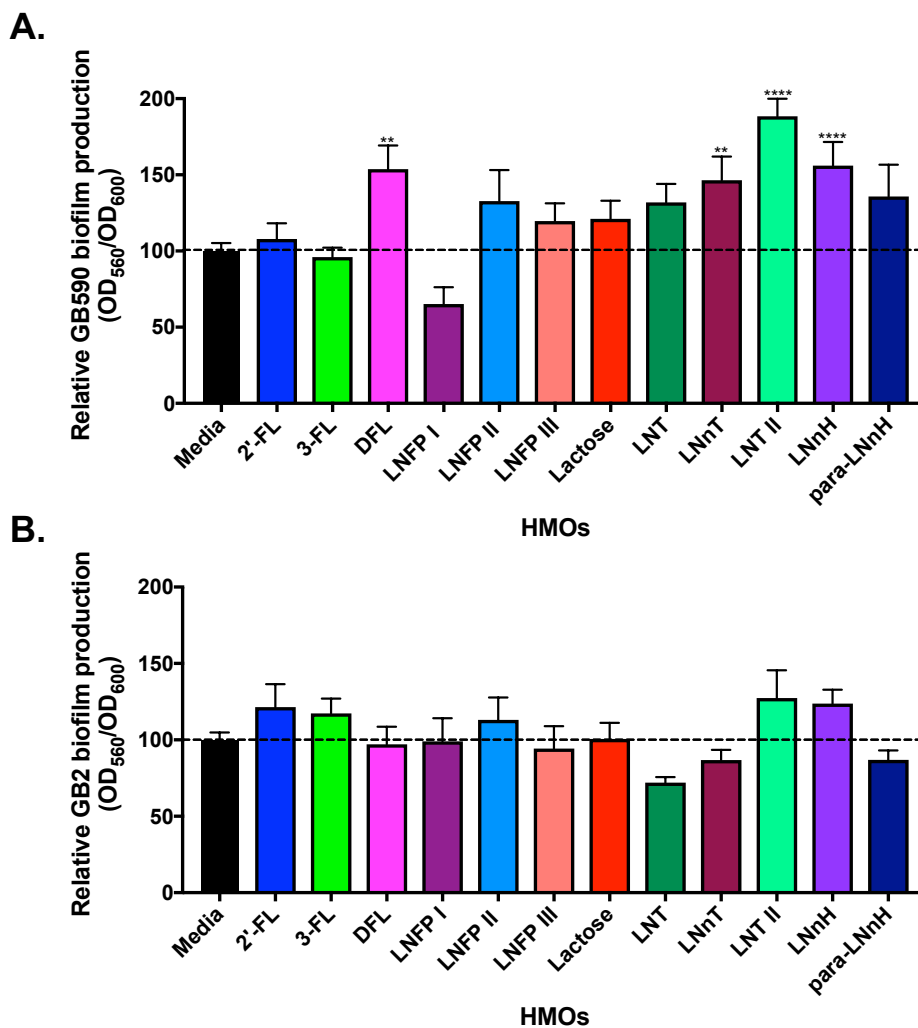 A.
Relative GB590 biofilm production
(OD560/OD600)
200
150
100
50
0
** **** ** ****
Media 2'-FL 3-FL DFL LNFP I LNFP II LNFP III Lactose LNT LNnT LNT II LNnH para-LNnH
HMOs
B.
Relative GB2 biofilm production
(OD560/OD600)
200
150
100
50
0
Media 2'-FL 3-FL DFL LNFP I LNFP II LNFP III Lactose LNT LNnT LNT II LNnH para-LNnH
HMOs